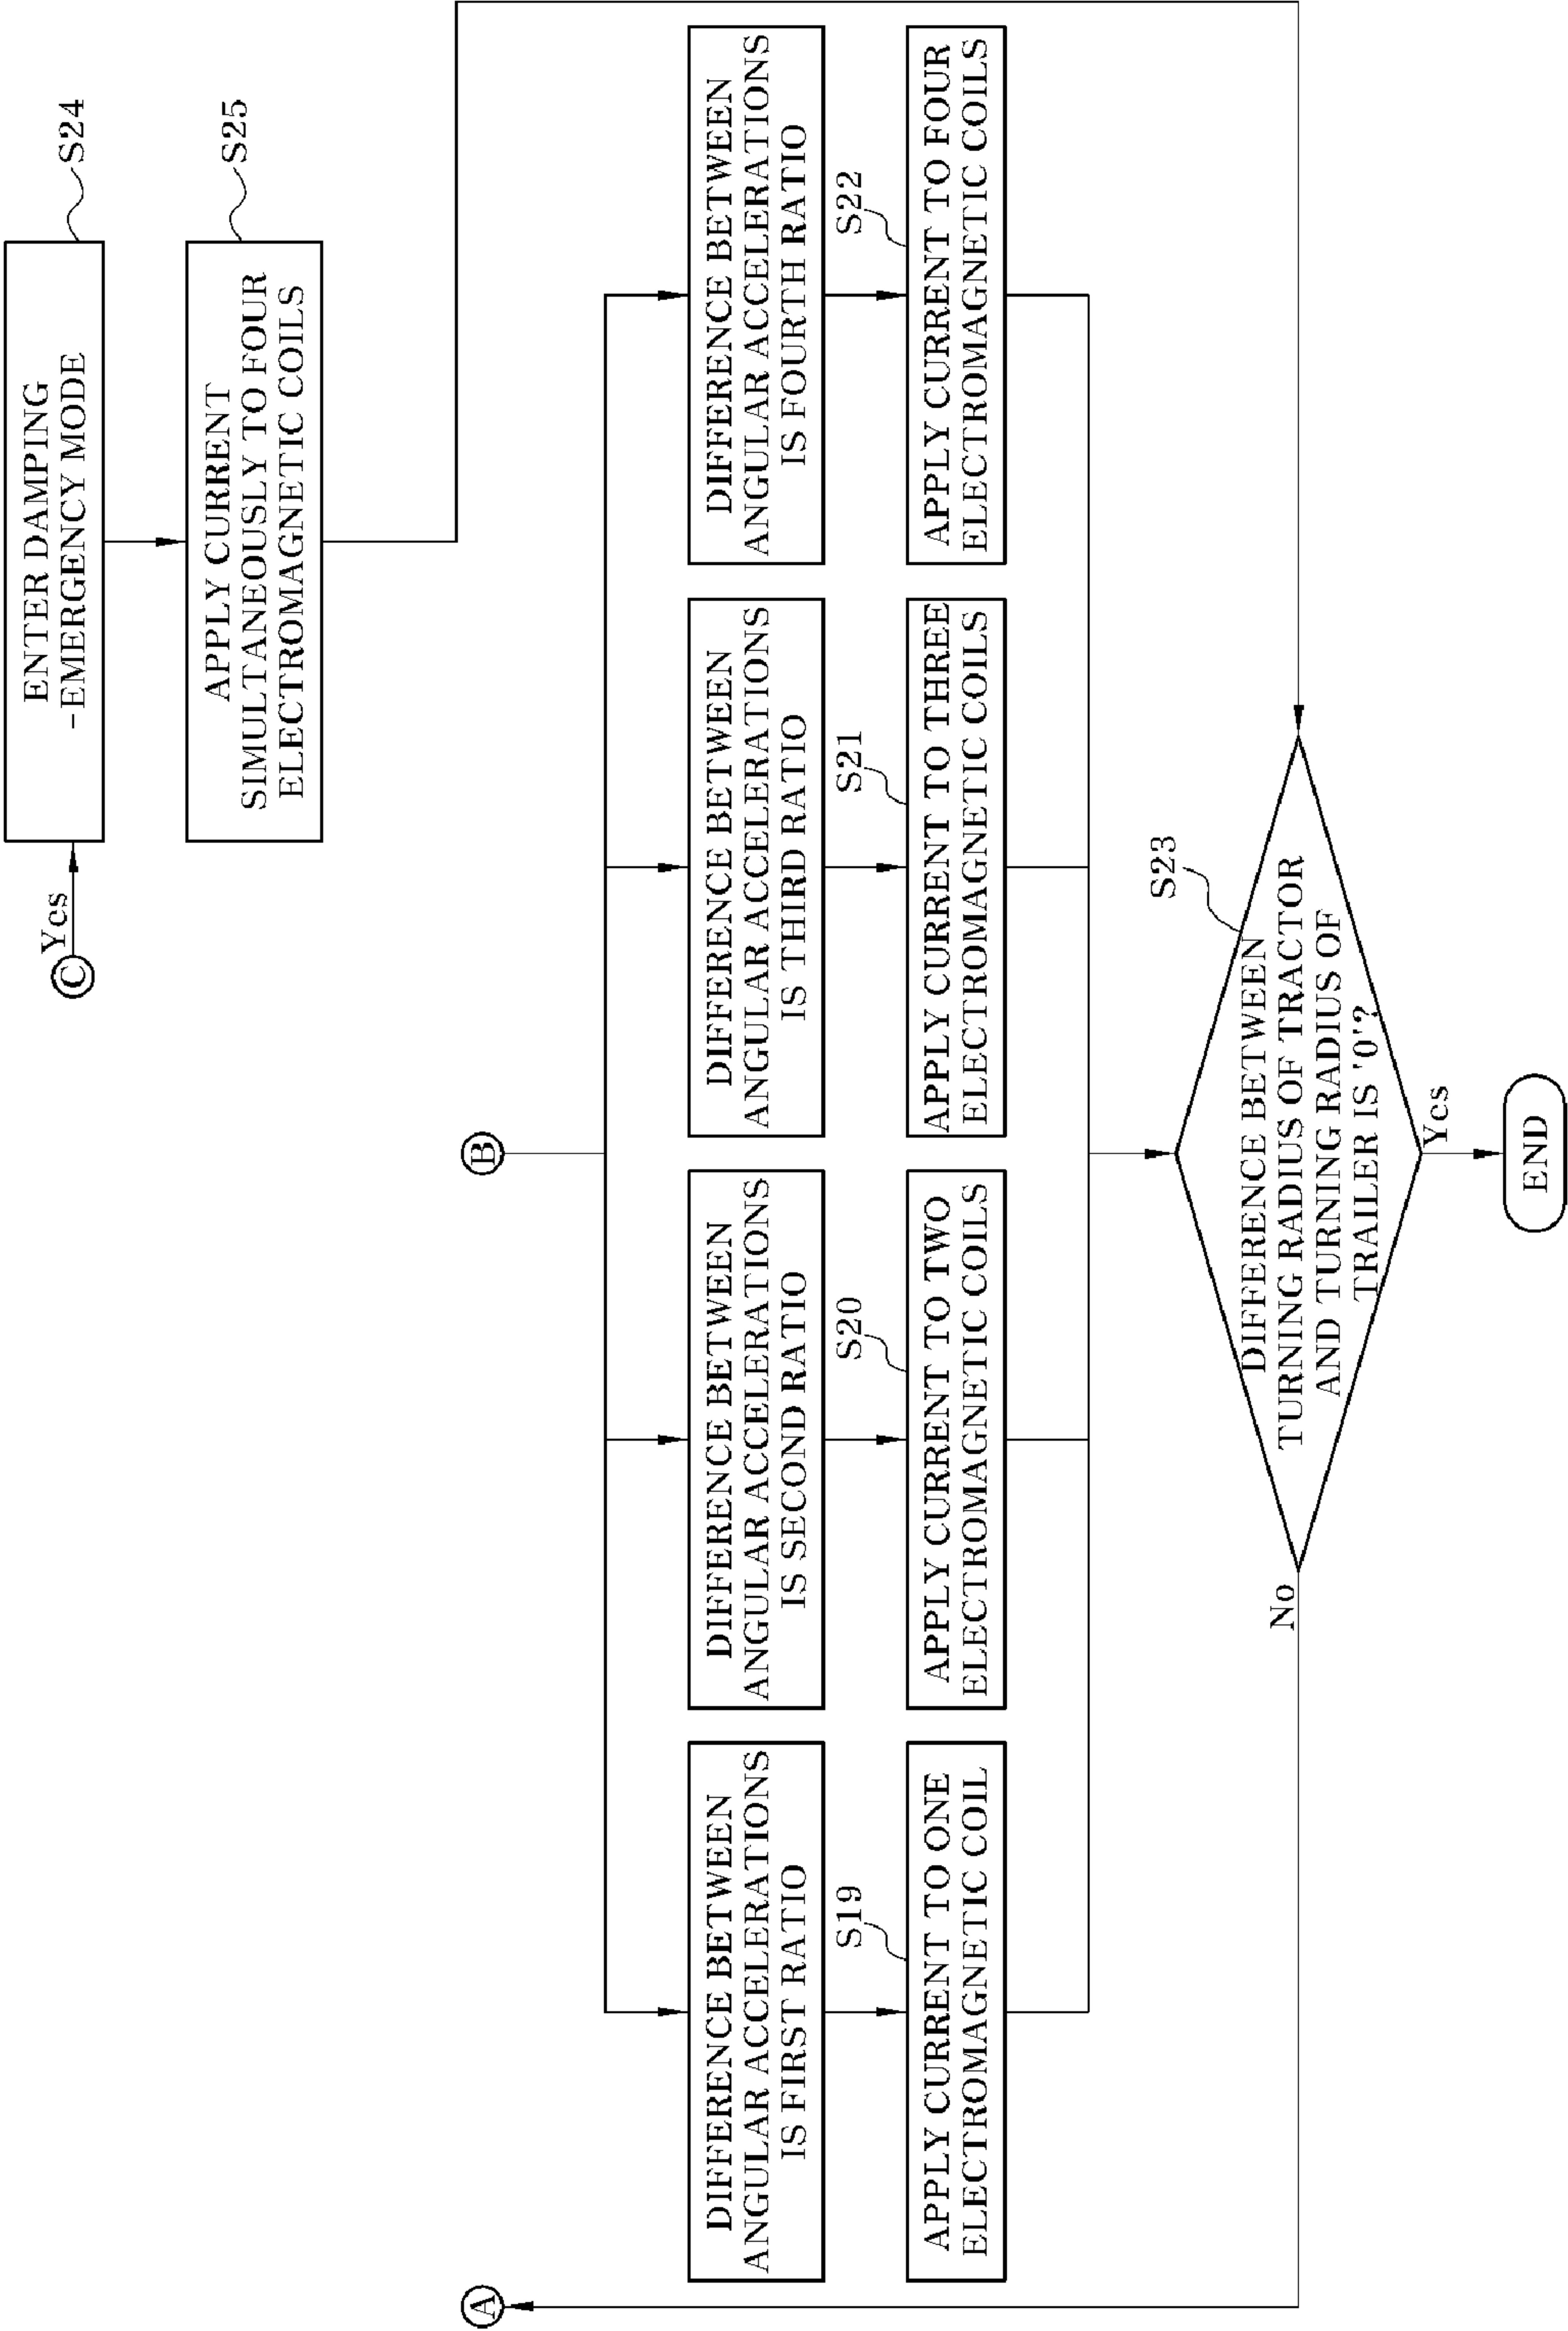 C
Yes
ENTER DAMPING
-EMERGENCY MODE
S24
APPLY CURRENT
SIMULTANEOUSLY TO FOUR
ELECTROMAGNETIC COILS
S25
A
B
DIFFERENCE BETWEEN
ANGULAR ACCELERATIONS
IS FIRST RATIO
DIFFERENCE BETWEEN
ANGULAR ACCELERATIONS
IS SECOND RATIO
DIFFERENCE BETWEEN
ANGULAR ACCELERATIONS
IS THIRD RATIO
DIFFERENCE BETWEEN
ANGULAR ACCELERATIONS
IS FOURTH RATIO
S19
APPLY CURRENT TO ONE
ELECTROMAGNETIC COIL
S20
APPLY CURRENT TO TWO
ELECTROMAGNETIC COILS
S21
APPLY CURRENT TO THREE
ELECTROMAGNETIC COILS
S22
APPLY CURRENT TO FOUR
ELECTROMAGNETIC COILS
S23
DIFFERENCE BETWEEN
TURNING RADIUS OF TRACTOR
AND TURNING RADIUS OF
TRAILER IS '0'?
No
Yes
END